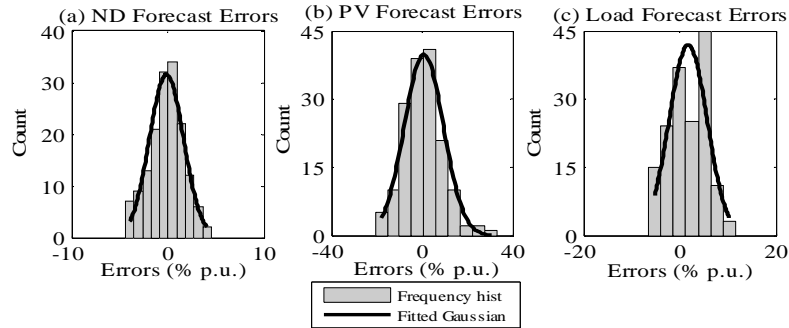 (a) ND Forecast Errors
40
30
20
10
0
Count
-10
0
10
Errors (% p.u.)
(b) PV Forecast Errors
45
30
15
0
Count
-40
0
40
Errors (% p.u.)
(c) Load Forecast Errors
45
30
15
0
Count
-20
0
20
Errors (% p.u.)
Frequency hist
Fitted Gaussian